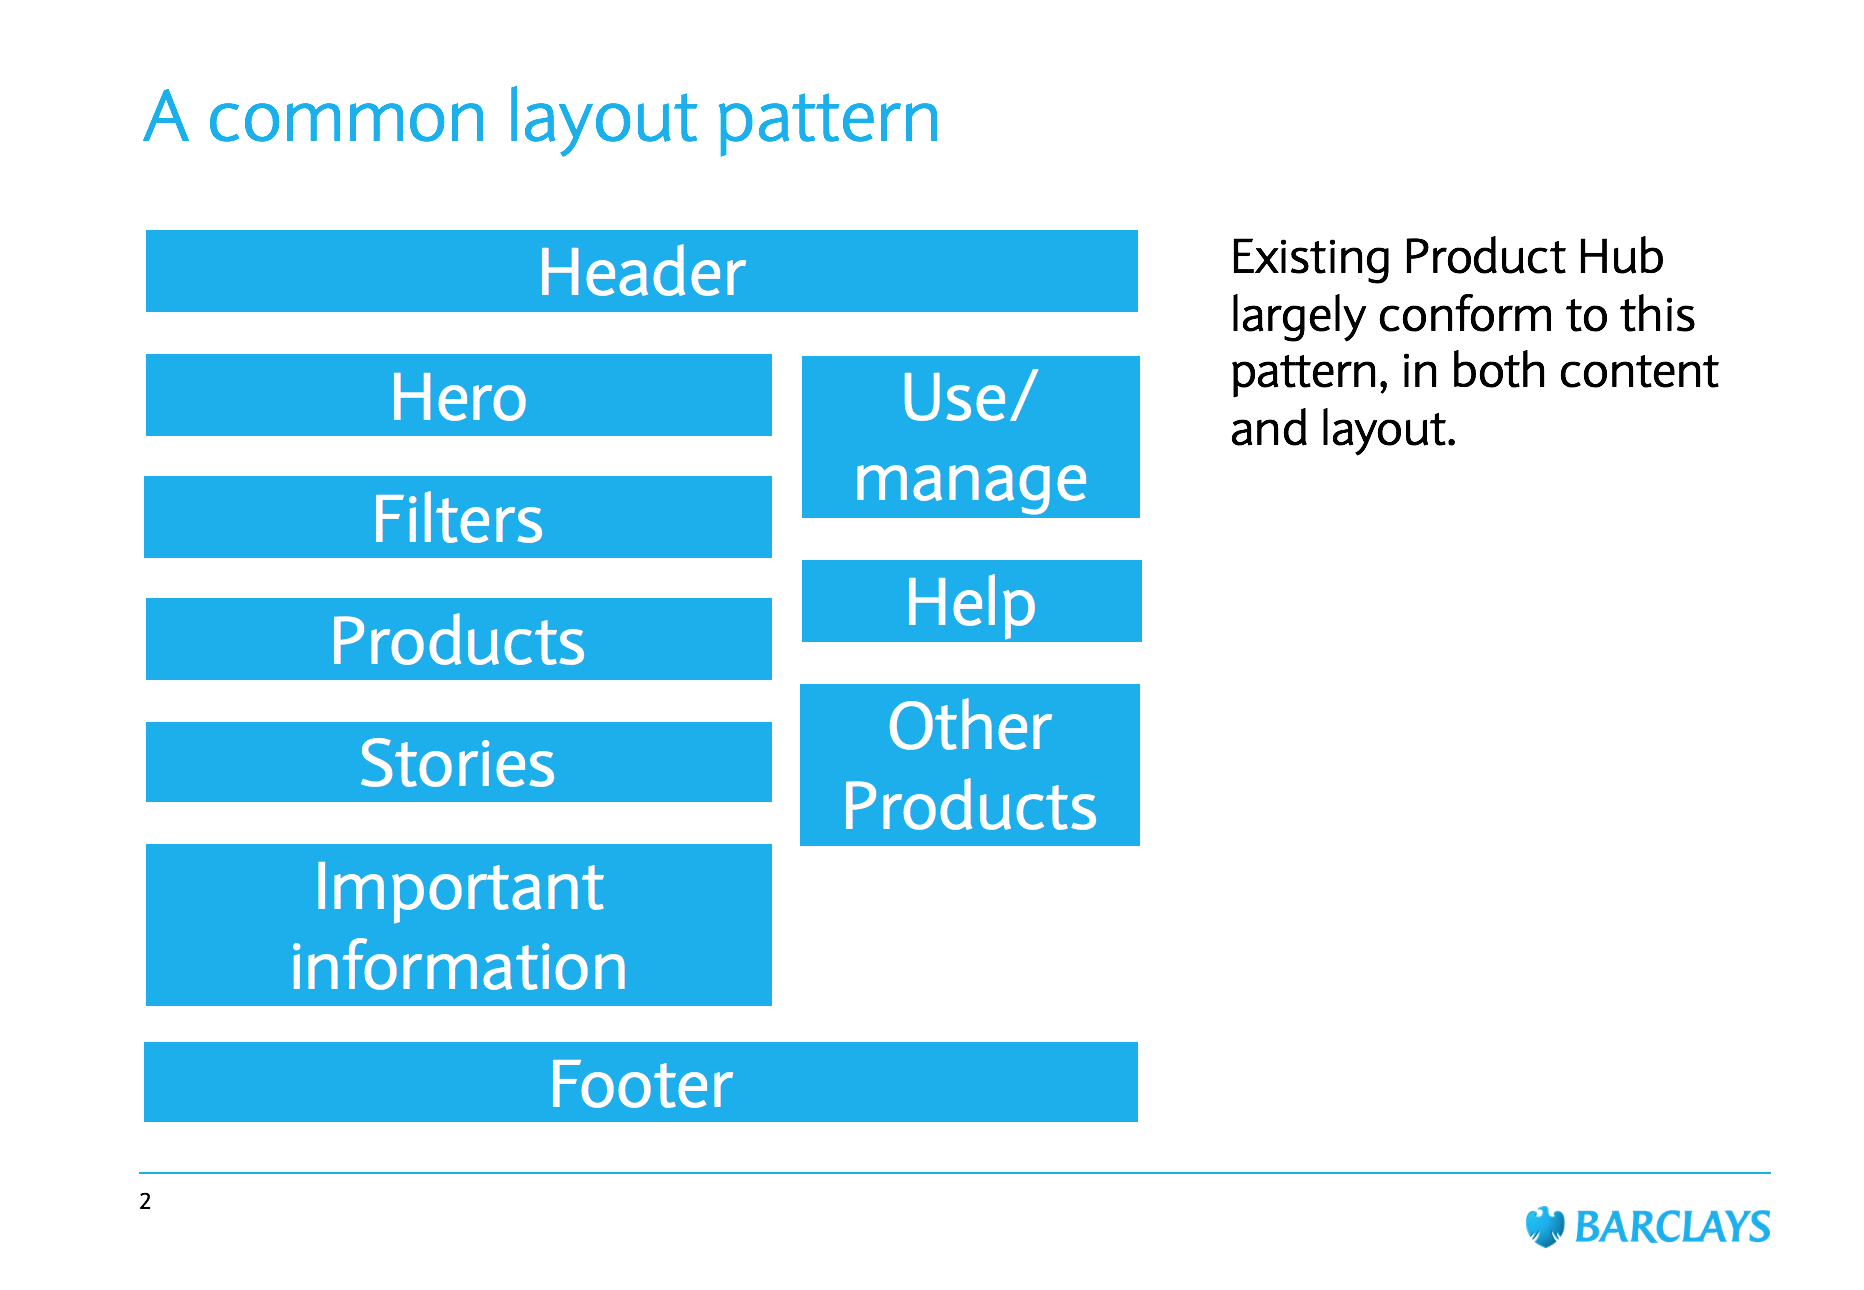 A common layout pattern
Header
Hero
Filters
Products
Stories
Important
information
Use/
manage
Help
Other
Products
Footer
Existing Product Hub
largely conform to this
pattern, in both content
and layout.
2
BARCLAYS